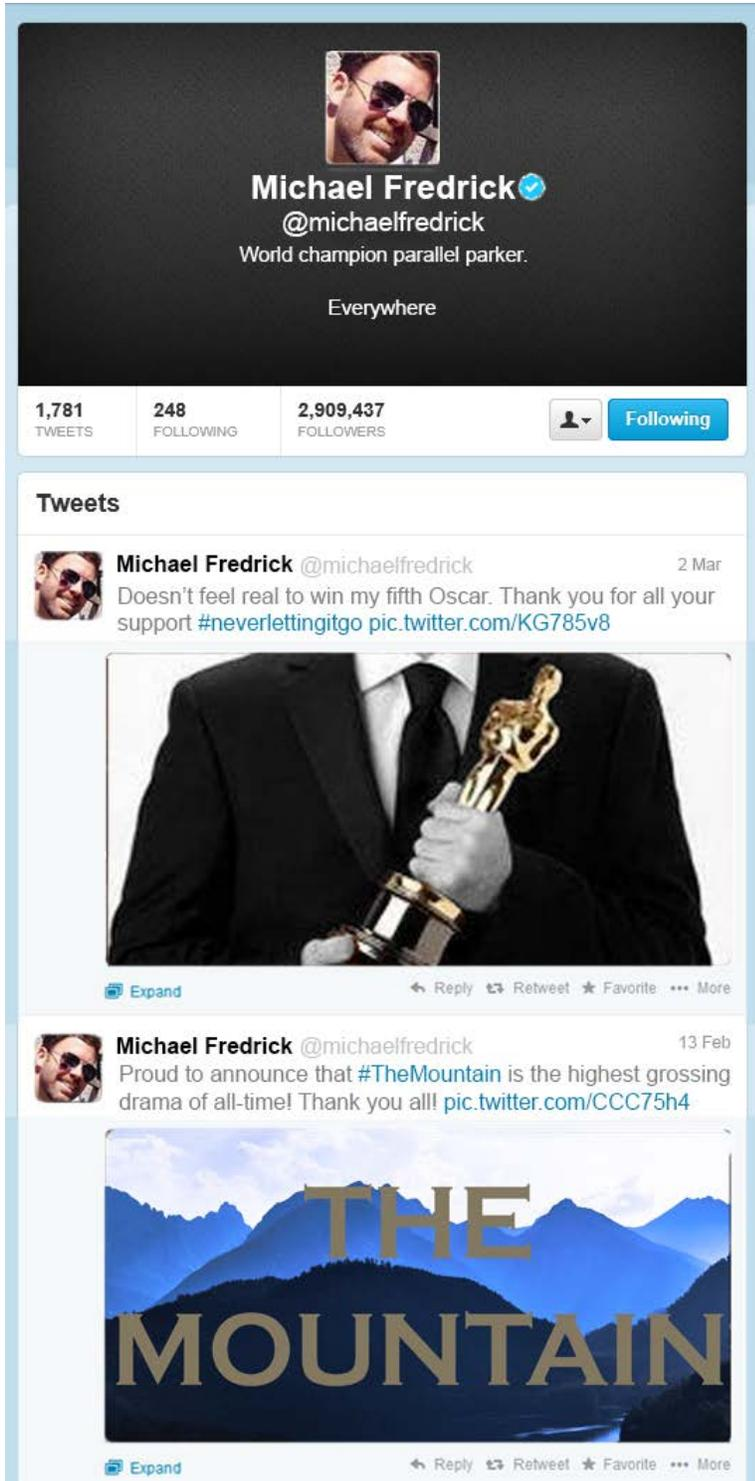 Michael Fredrick
@michaelfredrick
World champion parallel parker.
Everywhere
1,781
TWEETS
248
FOLLOWING
2,909,437
FOLLOWERS
Following
Tweets
Michael Fredrick @michaelfredrick 2 Mar
Doesn't feel real to win my fifth Oscar. Thank you for all your
support #neverlettingitgo pic.twitter.com/KG785v8
Expand Reply Retweet Favorite ••• More
Michael Fredrick @michaelfredrick 13 Feb
Proud to announce that #TheMountain is the highest grossing
drama of all-time! Thank you all! pic.twitter.com/CCC75h4
THE
MOUNTAIN
Expand Reply Retweet Favorite ••• More